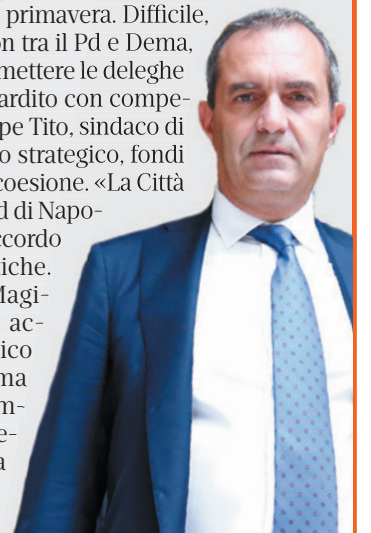 primavera. Difficile,
n tra il Pd e Dema,
mettere le deleghe
ardito con compe-
pe Tito, sindaco di
o strategico, fondi
coesione. «La Città
d di Napo-
ccordo
iche.
Magi-
ac-
ico
ma
m-
e-
a